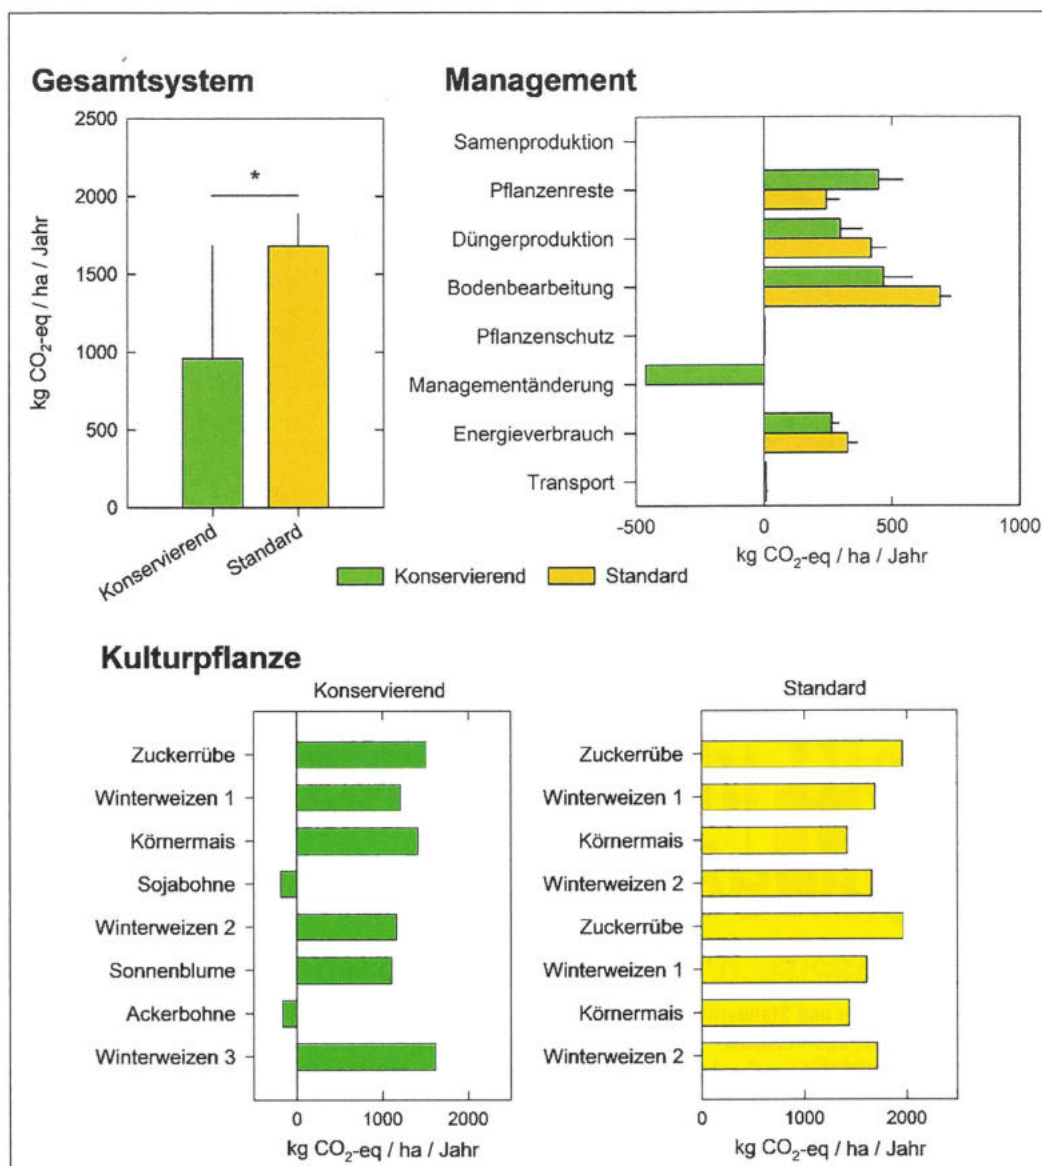 Gesamtsystem
kg CO₂-eq / ha / Jahr
2500
2000
1500
1000
500
0
*
Konservierend
Standard
Management
Samenproduktion
Pflanzenreste
Düngerproduktion
Bodenbearbeitung
Pflanzenschutz
Managementänderung
Energieverbrauch
Transport
-500 0 500 1000
kg CO₂-eq / ha / Jahr
Konservierend Standard
Kulturpflanze
Konservierend
Zuckerrübe
Winterweizen 1
Körnermais
Sojabohne
Winterweizen 2
Sonnenblume
Ackerbohne
Winterweizen 3
0 1000 2000
kg CO₂-eq / ha / Jahr
Standard
Zuckerrübe
Winterweizen 1
Körnermais
Winterweizen 2
Zuckerrübe
Winterweizen 1
Körnermais
Winterweizen 2
0 1000 2000
kg CO₂-eq / ha / Jahr